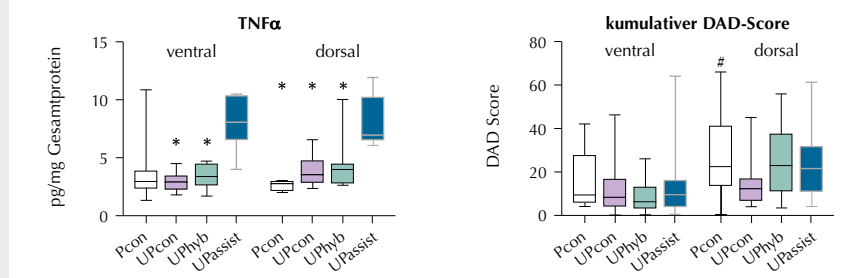 TNFα
pg/mg Gesamtprotein
15
10
5
0
ventral
dorsal
*
*
*
*
*
Pcon
UPcon
UPhyb
UPassist
Pcon
UPcon
UPhyb
UPassist
kumulativer DAD-Score
DAD Score
80
60
40
20
0
ventral
dorsal
#
Pcon
UPcon
UPhyb
UPassist
Pcon
UPcon
UPhyb
UPassist